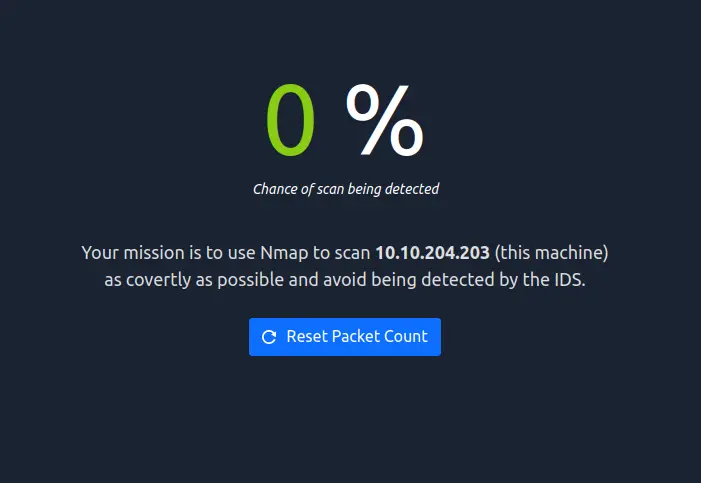 0 %
Chance of scan being detected
Your mission is to use Nmap to scan 10.10.204.203 (this machine)
as covertly as possible and avoid being detected by the IDS.
Reset Packet Count